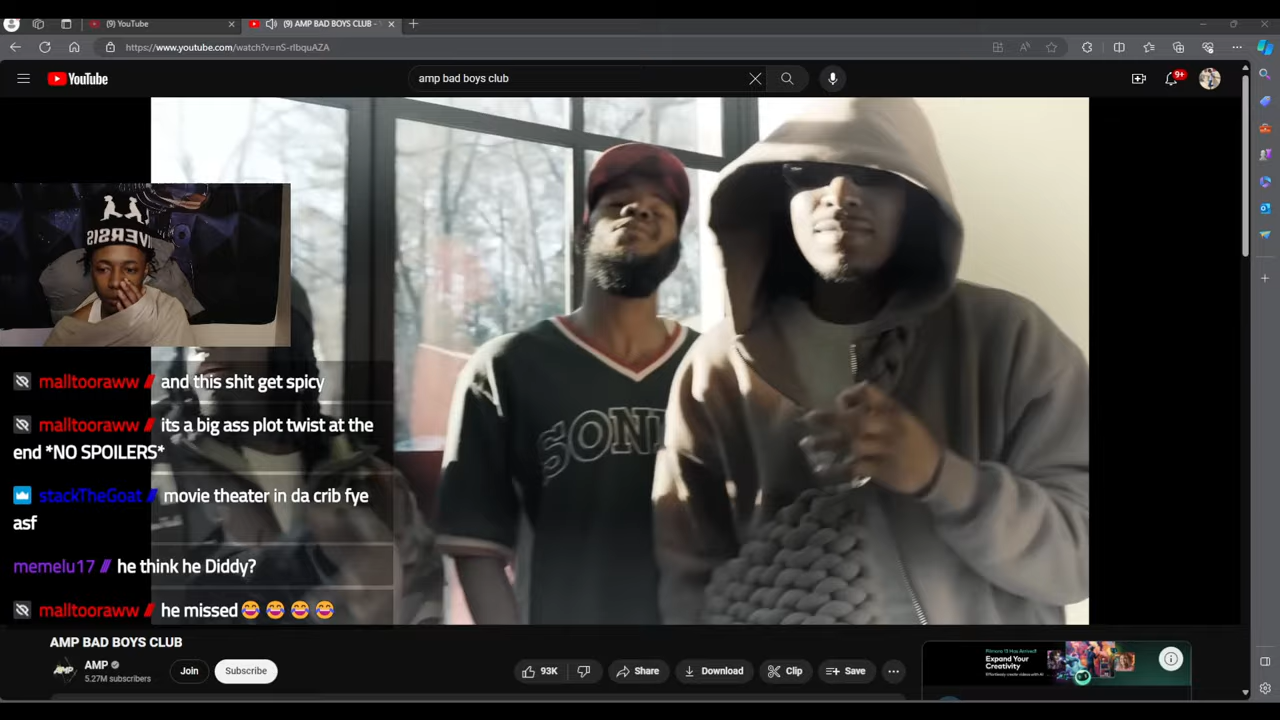 (9) YouTube
(9) AMP BAD BOYS CLUB -
https://www.youtube.com/watch?v=nS-rlbquAZA
YouTube
amp bad boys club
9+
SONI
malltooraww // and this shit get spicy
malltooraww // its a big ass plot twist at the
end *NO SPOILERS*
stackTheGoat // movie theater in da crib fye
asf
memelu17 // he think he Diddy?
malltooraww // he missed 😂 😂 😂 😂
AMP BAD BOYS CLUB
AMP
5.27M subscribers
Join
Subscribe
93K
Share
Download
Clip
Save
Expand Your
Creativity